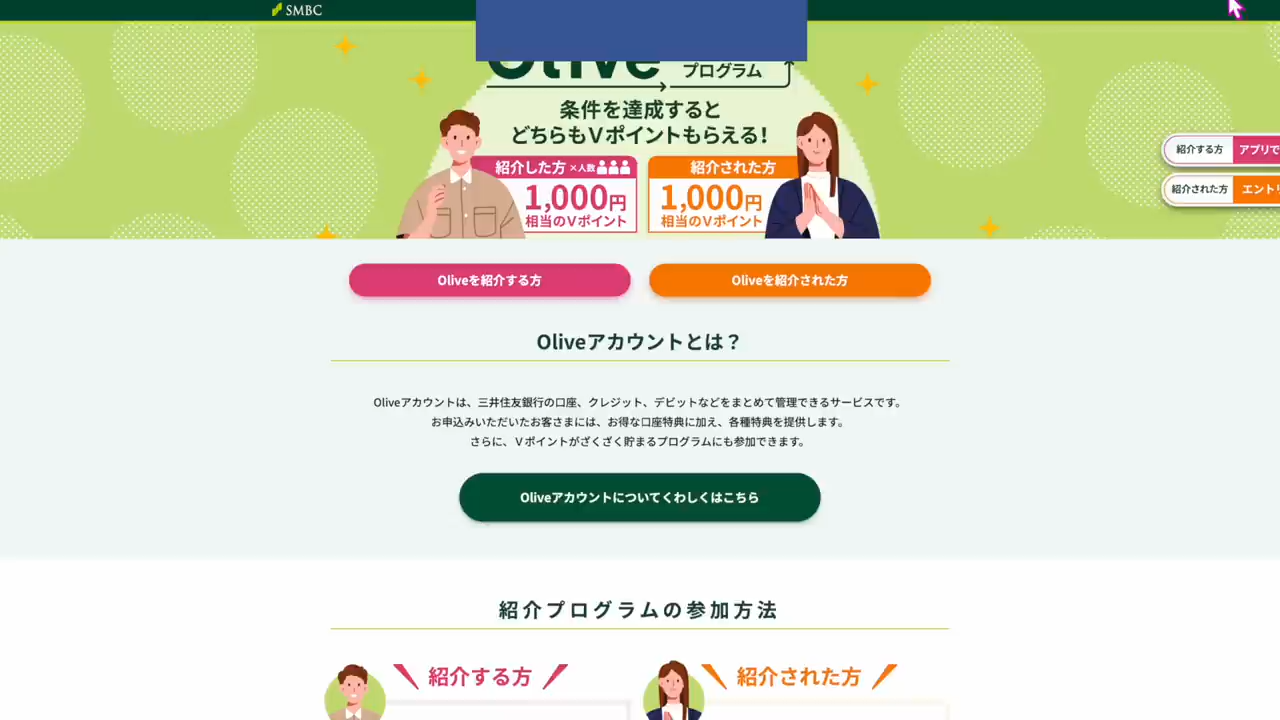 SMBC
Olive
プログラム
条件を達成すると
どちらもVポイントもらえる!
紹介した方×人数
1,000円
相当のVポイント
紹介された方
1,000円
相当のVポイント
紹介する方 アプリで
紹介された方 エント
Oliveを紹介する方
Oliveを紹介された方
Oliveアカウントとは?
Oliveアカウントは、三井住友銀行の口座、クレジット、デビットなどをまとめて管理できるサービスです。
お申込みいただいたお客さまには、お得な口座特典に加え、各種特典を提供します。
さらに、Vポイントがざくざく貯まるプログラムにも参加できます。
Oliveアカウントについてくわしくはこちら
紹介プログラムの参加方法
紹介する方
紹介された方